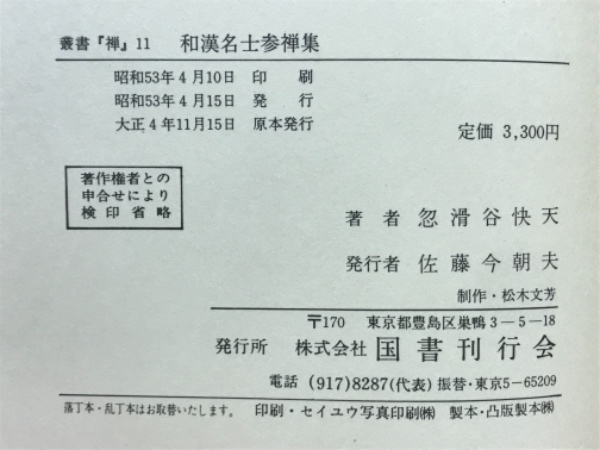 叢書『禅』11 和漢名士参禅集
昭和53年4月10日 印 刷
昭和53年4月15日 発 行
大正4年11月15日 原本発行
定価 3,300円
著作権者との
申合せにより
検印省略
著 者 忽滑谷快天
発行者 佐藤今朝夫
制作・松木文芳
〒170 東京都豊島区巣鴨3-5-18
発行所 株式会社 国書刊行会
電話 (917)8287(代表) 振替・東京5-65209
落丁本・乱丁本はお取替いたします。 印刷・セイユウ写真印刷㈱ 製本・凸版製本㈱